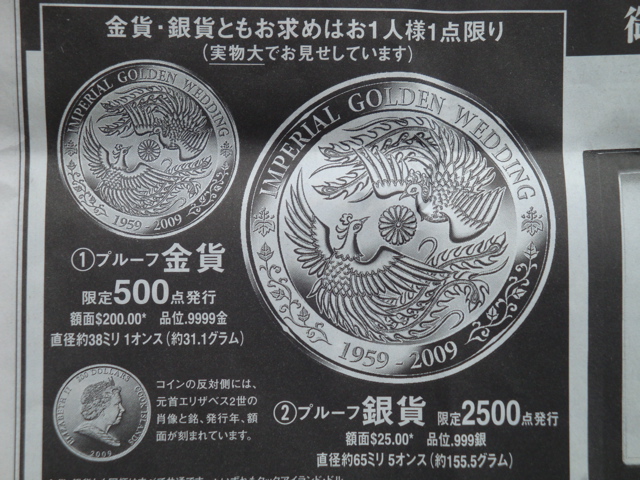 金貨・銀貨ともお求めはお1人様1点限り
(実物大でお見せしています)
IMPERIAL GOLDEN WEDDING
1959 - 2009
IMPERIAL GOLDEN WEDDING
1959 - 2009
①プルーフ金貨
限定500点発行
額面$200.00* 品位.9999金
直径約38ミリ 1オンス(約31.1グラム)
コインの反対側には、
元首エリザベス2世の
肖像と銘、発行年、額
面が刻まれています。
ELIZABETH II
COOK ISLANDS
2009
②プルーフ銀貨 限定2500点発行
額面$25.00* 品位.999銀
直径約65ミリ 5オンス(約155.5グラム)